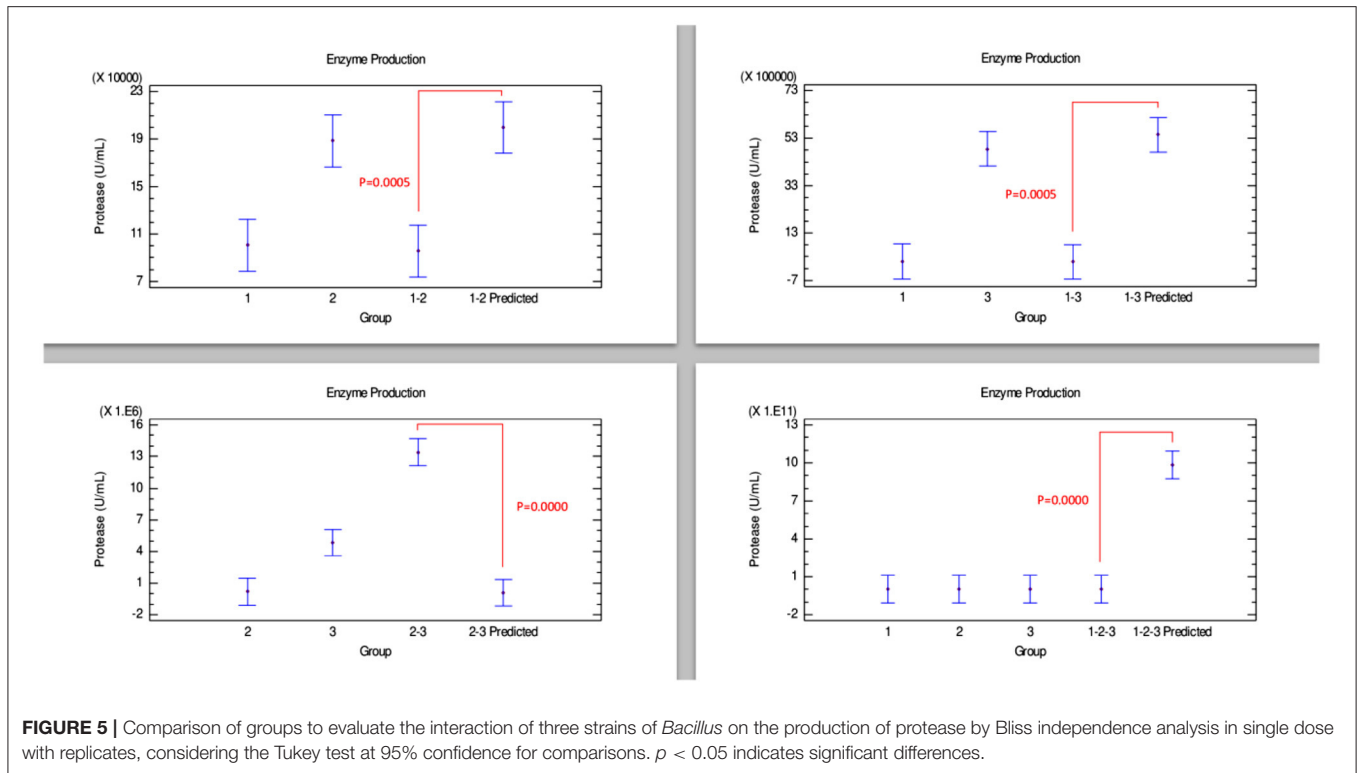 Enzyme Production
(X 10000)
23
19
15
11
7
Protease (U/mL)
P=0.0005
1 2 1-2 1-2 Predicted
Group
Enzyme Production
(X 100000)
73
53
33
13
-7
Protease (U/mL)
P=0.0005
1 3 1-3 1-3 Predicted
Group
Enzyme Production
(X 1.E6)
16
13
10
7
4
1
-2
Protease (U/mL)
P=0.0000
2 3 2-3 2-3 Predicted
Group
Enzyme Production
(X 1.E11)
13
10
7
4
1
-2
Protease (U/mL)
P=0.0000
1 2 3 1-2-3 1-2-3 Predicted
Group
FIGURE 5 | Comparison of groups to evaluate the interaction of three strains of Bacillus on the production of protease by Bliss independence analysis in single dose
with replicates, considering the Tukey test at 95% confidence for comparisons. p < 0.05 indicates significant differences.